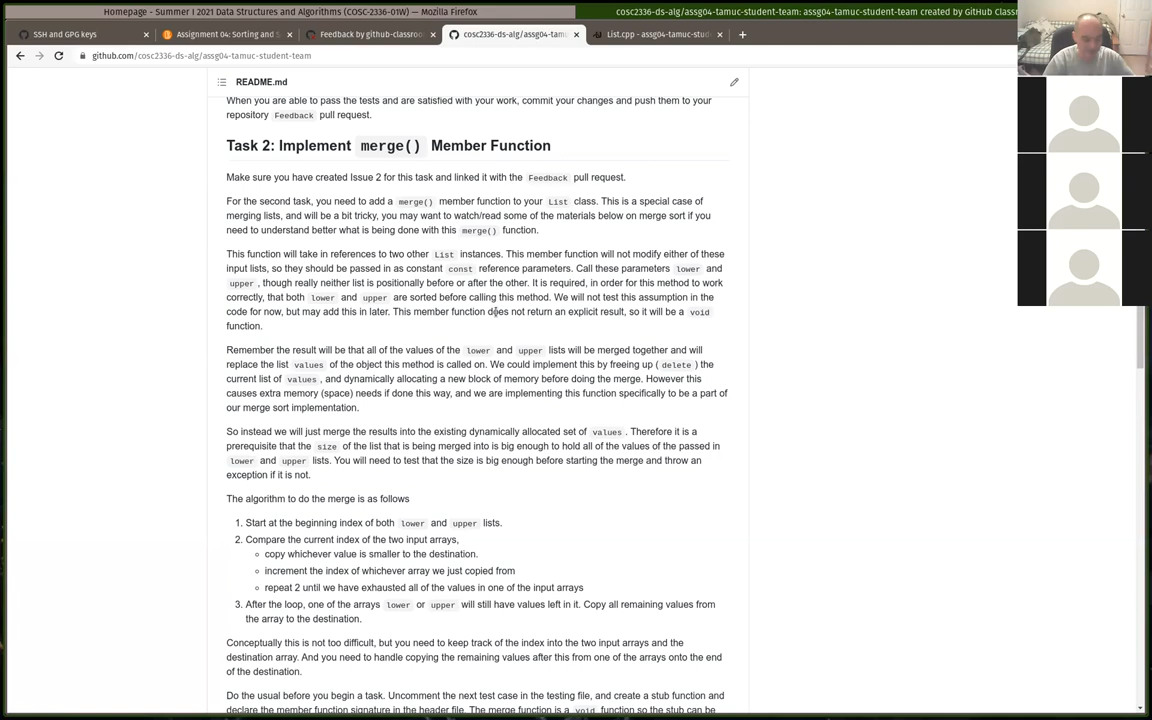 Homepage - Summer I 2021 Data Structures and Algorithms (COSC-2336-01W) — Mozilla Firefox
cosc2336-ds-alg/assg04-tamuc-student-team: assg04-tamuc-student-team created by GitHub Class
SSH and GPG keys
Assignment 04: Sorting and S
Feedback by github-classroom
cosc2336-ds-alg/assg04-tamuc
List.cpp - assg04-tamuc-stude
github.com/cosc2336-ds-alg/assg04-tamuc-student-team
README.md
When you are able to pass the tests and are satisfied with your work, commit your changes and push them to your
repository Feedback pull request.
Task 2: Implement merge() Member Function
Make sure you have created Issue 2 for this task and linked it with the Feedback pull request.
For the second task, you need to add a merge() member function to your List class. This is a special case of
merging lists, and will be a bit tricky, you may want to watch/read some of the materials below on merge sort if you
need to understand better what is being done with this merge() function.
This function will take in references to two other List instances. This member function will not modify either of these
input lists, so they should be passed in as constant const reference parameters. Call these parameters lower and
upper , though really neither list is positionally before or after the other. It is required, in order for this method to work
correctly, that both lower and upper are sorted before calling this method. We will not test this assumption in the
code for now, but may add this in later. This member function does not return an explicit result, so it will be a void
function.
Remember the result will be that all of the values of the lower and upper lists will be merged together and will
replace the list values of the object this method is called on. We could implement this by freeing up ( delete ) the
current list of values , and dynamically allocating a new block of memory before doing the merge. However this
causes extra memory (space) needs if done this way, and we are implementing this function specifically to be a part of
our merge sort implementation.
So instead we will just merge the results into the existing dynamically allocated set of values . Therefore it is a
prerequisite that the size of the list that is being merged into is big enough to hold all of the values of the passed in
lower and upper lists. You will need to test that the size is big enough before starting the merge and throw an
exception if it is not.
The algorithm to do the merge is as follows
1. Start at the beginning index of both lower and upper lists.
2. Compare the current index of the two input arrays,
copy whichever value is smaller to the destination.
increment the index of whichever array we just copied from
repeat 2 until we have exhausted all of the values in one of the input arrays
3. After the loop, one of the arrays lower or upper will still have values left in it. Copy all remaining values from
the array to the destination.
Conceptually this is not too difficult, but you need to keep track of the index into the two input arrays and the
destination array. And you need to handle copying the remaining values after this from one of the arrays onto the end
of the destination.
Do the usual before you begin a task. Uncomment the next test case in the testing file, and create a stub function and
declare the member function signature in the header file. The merge function is a void function so the stub can be